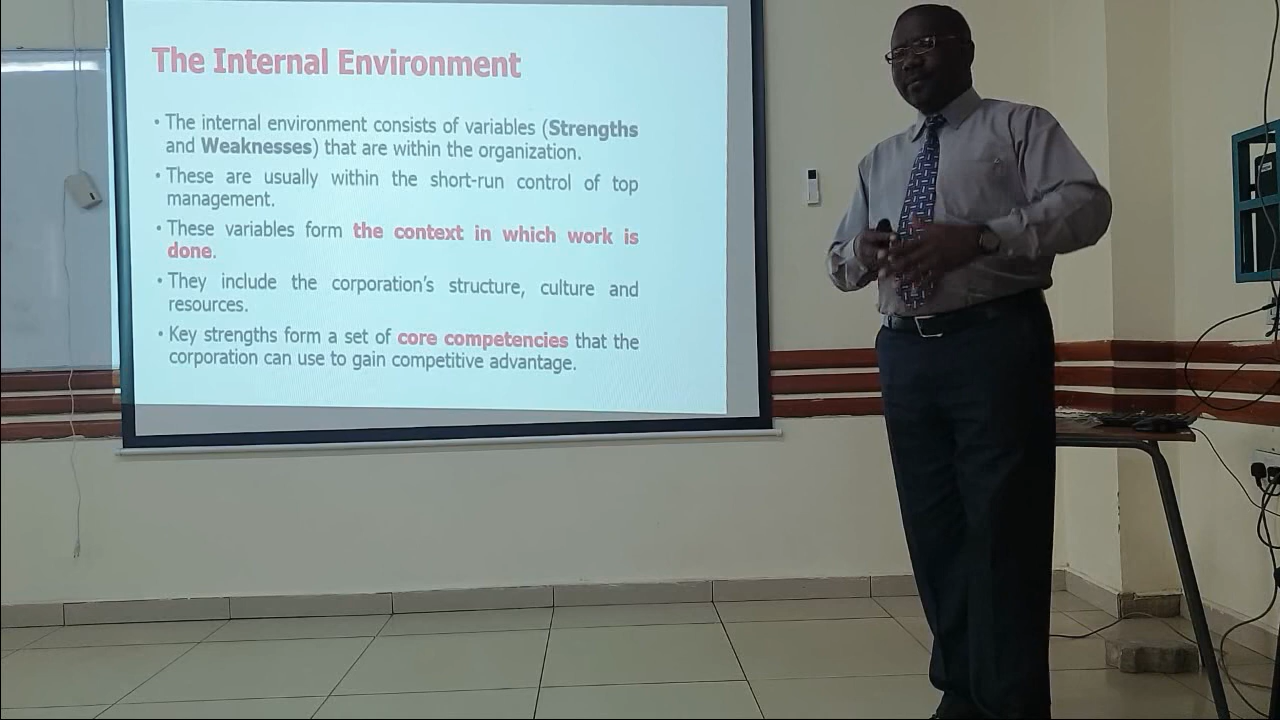 The Internal Environment
• The internal environment consists of variables (Strengths
and Weaknesses) that are within the organization.
• These are usually within the short-run control of top
management.
• These variables form the context in which work is
done.
• They include the corporation's structure, culture and
resources.
• Key strengths form a set of core competencies that the
corporation can use to gain competitive advantage.